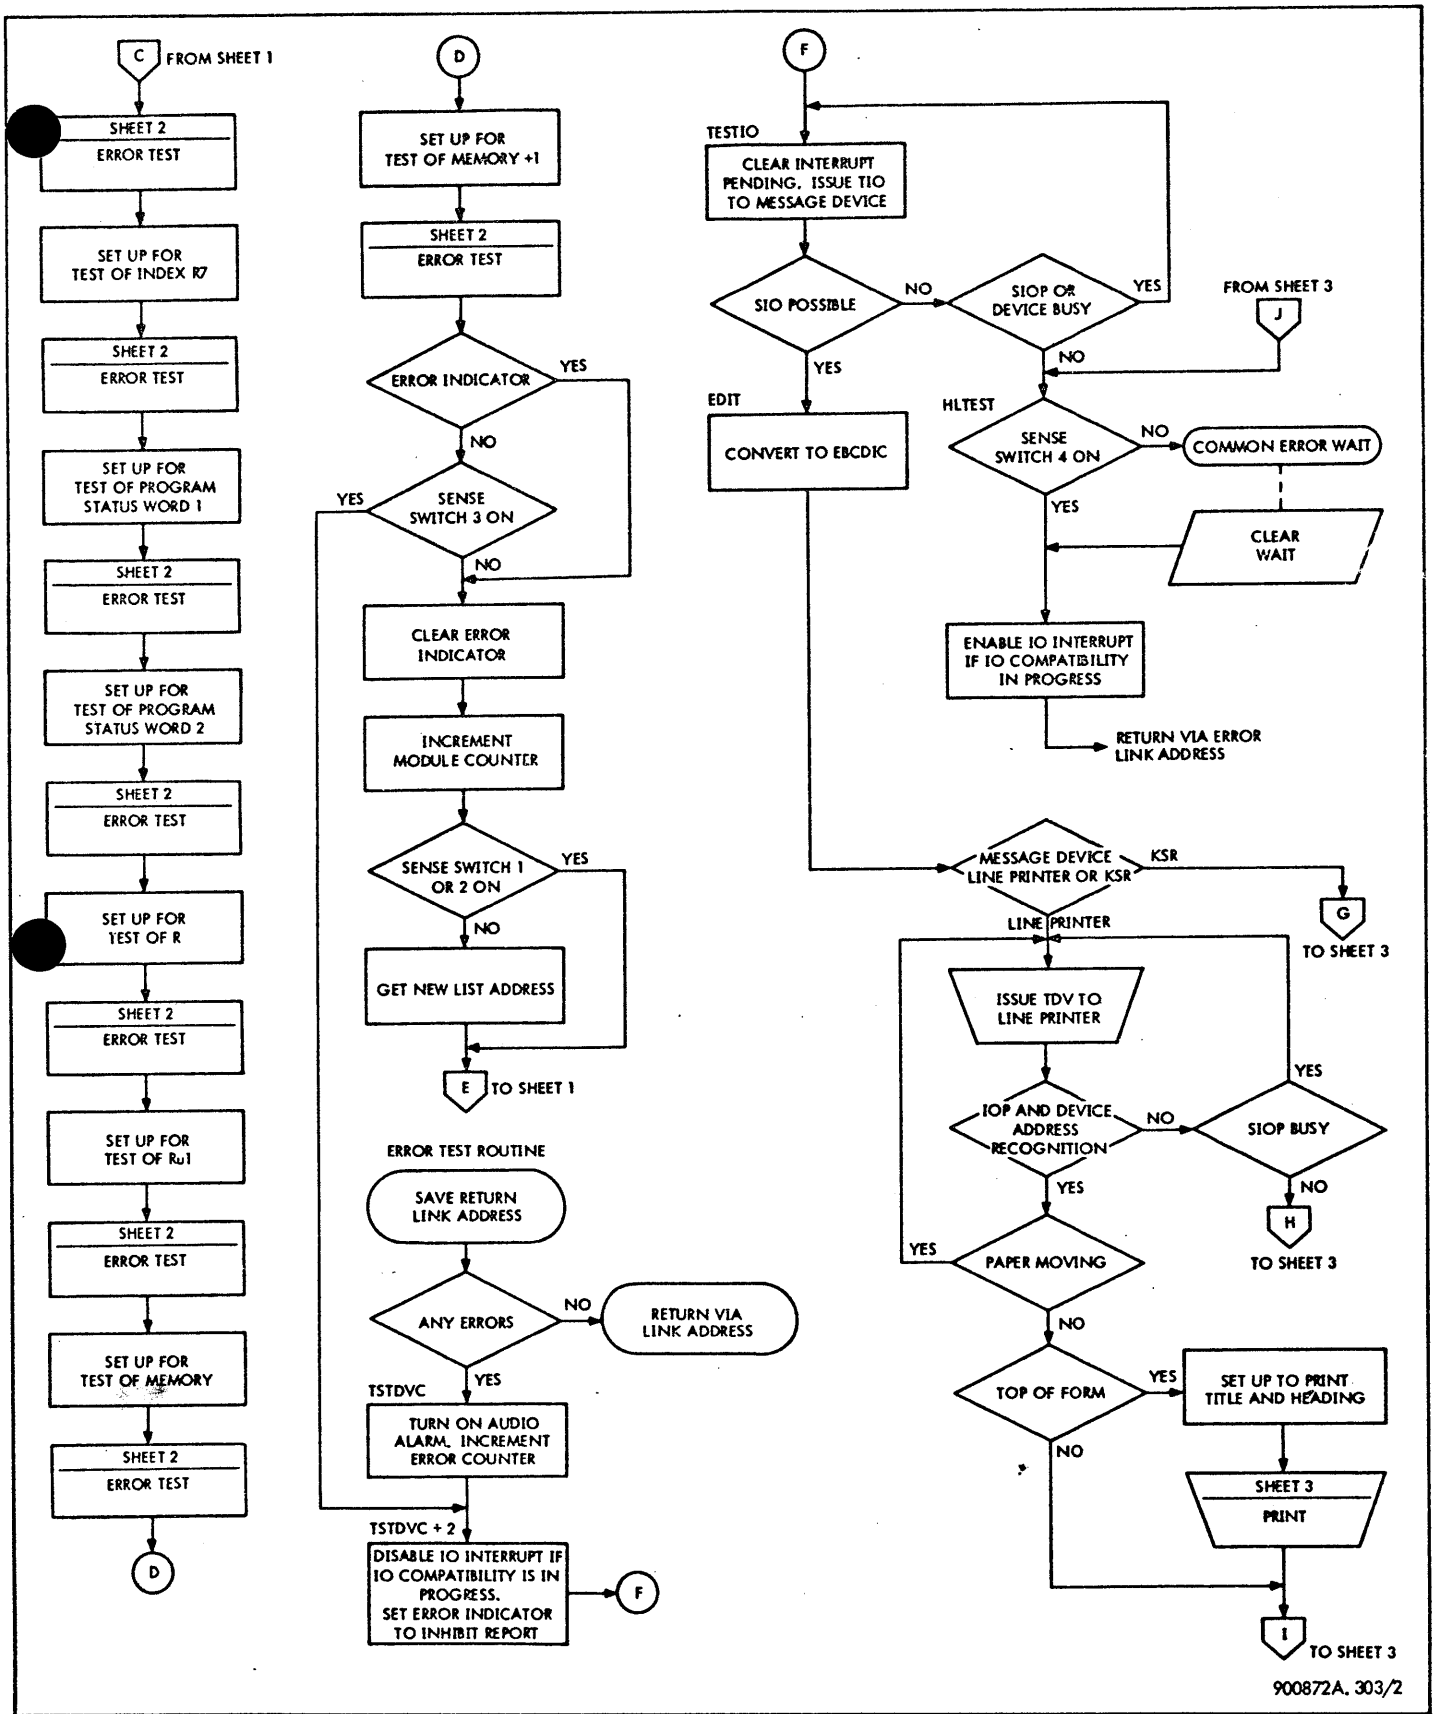 C
FROM SHEET 1
SHEET 2
ERROR TEST
SET UP FOR
TEST OF INDEX R7
SHEET 2
ERROR TEST
SET UP FOR
TEST OF PROGRAM
STATUS WORD 1
SHEET 2
ERROR TEST
SET UP FOR
TEST OF PROGRAM
STATUS WORD 2
SHEET 2
ERROR TEST
SET UP FOR
TEST OF R
SHEET 2
ERROR TEST
SET UP FOR
TEST OF Ru1
SHEET 2
ERROR TEST
SET UP FOR
TEST OF MEMORY
SHEET 2
ERROR TEST
D
D
SET UP FOR
TEST OF MEMORY +1
SHEET 2
ERROR TEST
ERROR INDICATOR
YES
NO
YES
SENSE
SWITCH 3 ON
NO
CLEAR ERROR
INDICATOR
INCREMENT
MODULE COUNTER
SENSE SWITCH 1
OR 2 ON
YES
NO
GET NEW LIST ADDRESS
E
TO SHEET 1
ERROR TEST ROUTINE
SAVE RETURN
LINK ADDRESS
ANY ERRORS
NO
RETURN VIA
LINK ADDRESS
YES
TSTDVC
TURN ON AUDIO
ALARM. INCREMENT
ERROR COUNTER
TSTDVC + 2
DISABLE IO INTERRUPT IF
IO COMPATIBILITY IS IN
PROGRESS.
SET ERROR INDICATOR
TO INHIBIT REPORT
F
F
TESTIO
CLEAR INTERRUPT
PENDING. ISSUE TIO
TO MESSAGE DEVICE
SIO POSSIBLE
NO
SIOP OR
DEVICE BUSY
YES
YES
NO
FROM SHEET 3
J
EDIT
CONVERT TO EBCDIC
HLTEST
SENSE
SWITCH 4 ON
NO
COMMON ERROR WAIT
YES
CLEAR
WAIT
ENABLE IO INTERRUPT
IF IO COMPATIBILITY
IN PROGRESS
RETURN VIA ERROR
LINK ADDRESS
MESSAGE DEVICE
LINE PRINTER OR KSR
KSR
G
TO SHEET 3
LINE PRINTER
ISSUE TDV TO
LINE PRINTER
IOP AND DEVICE
ADDRESS
RECOGNITION
NO
SIOP BUSY
YES
NO
H
TO SHEET 3
YES
PAPER MOVING
YES
NO
TOP OF FORM
YES
SET UP TO PRINT
TITLE AND HEADING
NO
SHEET 3
PRINT
I
TO SHEET 3
900872A. 303/2